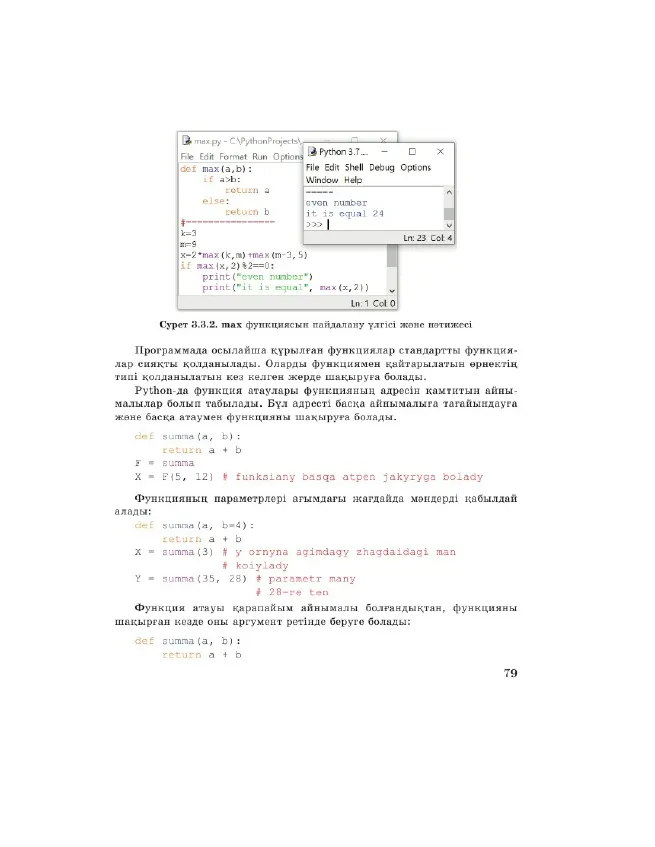 max.py - C:\PythonProjects\
File Edit Format Run Options
def max(a,b):
    if a>b:
        return a
    else:
        return b
#----------------
k=3
m=9
x=2*max(k,m)+max(m-3,5)
if max(x,2)%2==0:
    print("even number")
    print("it is equal", max(x,2))
Ln: 1 Col: 0
Python 3.7....
File Edit Shell Debug Options
Window Help
=====
even number
it is equal 24
>>>
Ln: 23 Col: 4
Сурет 3.3.2. max функциясын пайдалану үлгісі және нәтижесі
Программада осылайша құрылған функциялар стандартты функция-
лар сияқты қолданылады. Оларды функциямен қайтарылатын өрнектің
типі қолданылатын кез келген жерде шақыруға болады.
Python-да функция атаулары функцияның адресін қамтитын айны-
малылар болып табылады. Бұл адресті басқа айнымалыға тағайындауға
және басқа атаумен функцияны шақыруға болады.
def summa(a, b):
    return a + b
F = summa
X = F(5, 12) # funksiany basqa atpen jakyryga bolady
Функцияның параметрлері ағымдағы жағдайда мәндерді қабылдай
алады:
def summa(a, b=4):
    return a + b
X = summa(3) # y ornyna agimdagy zhagdaidagi man
# koiylady
Y = summa(35, 28) # parametr many
# 28-re ten
Функция атауы қарапайым айнымалы болғандықтан, функцияны
шақырған кезде оны аргумент ретінде беруге болады:
def summa(a, b):
    return a + b
79